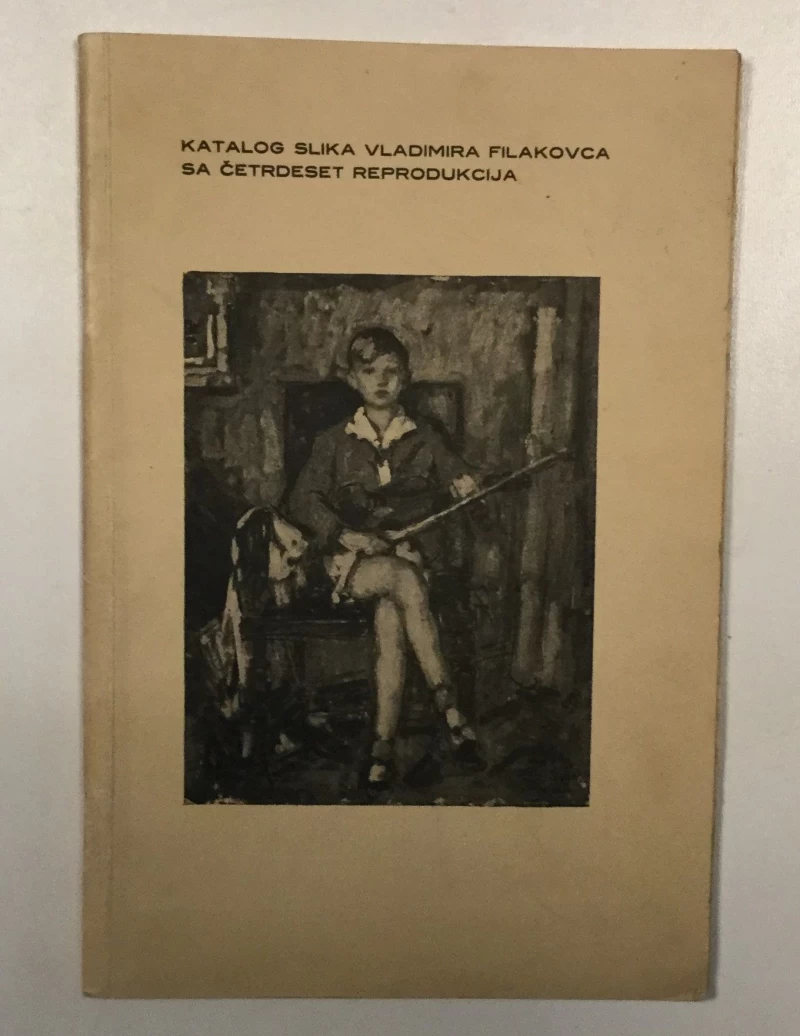 KATALOG SLIKA VLADIMIRA FILAKOVCA
SA ČETRDESET REPRODUKCIJA